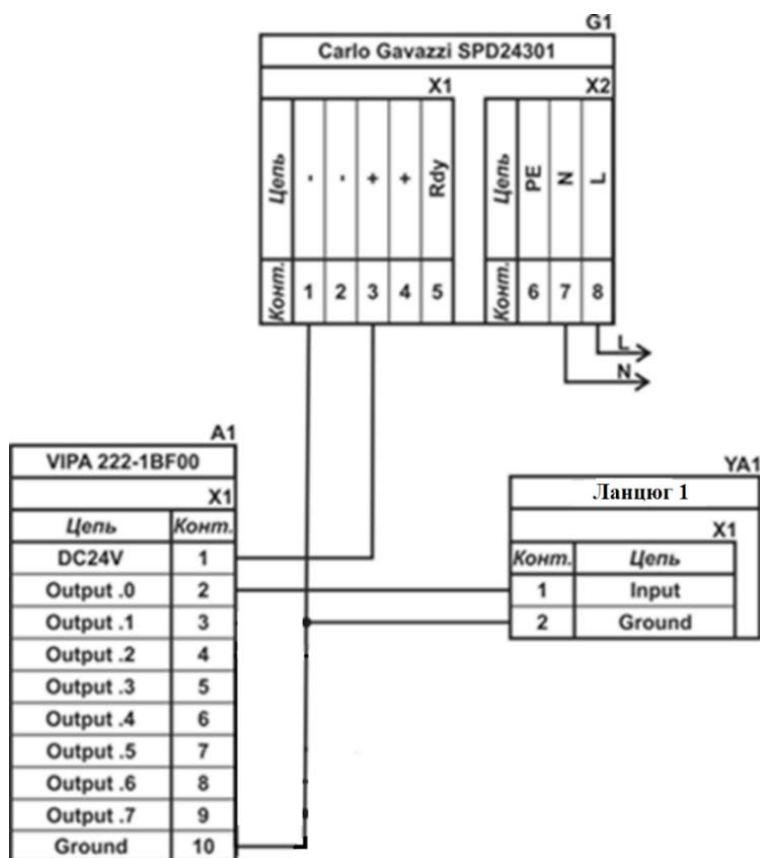 G1
Carlo Gavazzi SPD24301
X1
X2
Цепь - - + + Rdy
Цепь PE N L
Конт. 1 2 3 4 5
Конт. 6 7 8
L
N
A1
VIPA 222-1BF00
X1
Цепь Конт.
DC24V 1
Output .0 2
Output .1 3
Output .2 4
Output .3 5
Output .4 6
Output .5 7
Output .6 8
Output .7 9
Ground 10
YA1
Ланцюг 1
X1
Конт. Цепь
1 Input
2 Ground